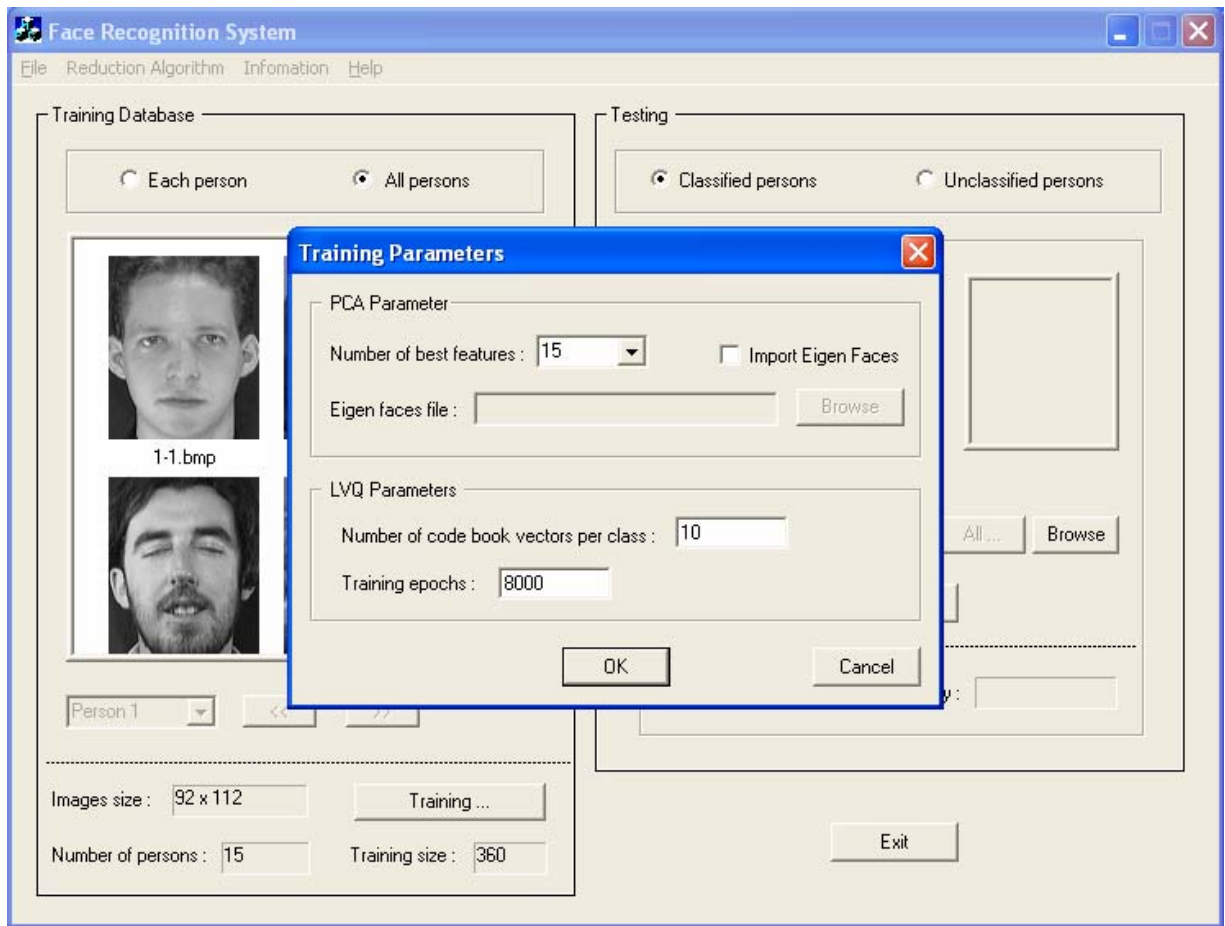 Face Recognition System
File Reduction Algorithm Infomation Help
Training Database
Each person All persons
1-1.bmp
Person 1 <<
Images size : 92 x 112 Training ...
Number of persons : 15 Training size : 360
Testing
Classified persons Unclassified persons
All ... Browse
y :
Exit
Training Parameters
PCA Parameter
Number of best features : 15 Import Eigen Faces
Eigen faces file : Browse
LVQ Parameters
Number of code book vectors per class : 10
Training epochs : 8000
OK Cancel